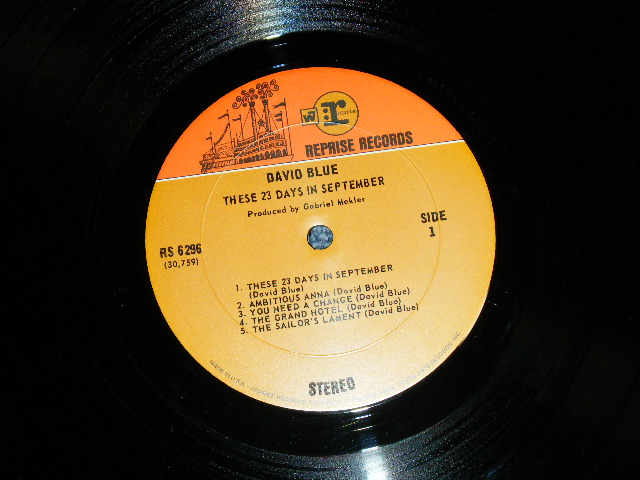 W
r
REPRISE RECORDS
DAVID BLUE
THESE 23 DAYS IN SEPTEMBER
Produced by Gabriel Mekler
SIDE
1
RS 6296
(30,759)
1. THESE 23 DAYS IN SEPTEMBER
(David Blue)
2. AMBITIOUS ANNA (David Blue)
3. YOU NEED A CHANGE (David Blue)
4. THE GRAND HOTEL (David Blue)
5. THE SAILOR'S LAMENT (David Blue)
STEREO
MADE IN U.S.A.